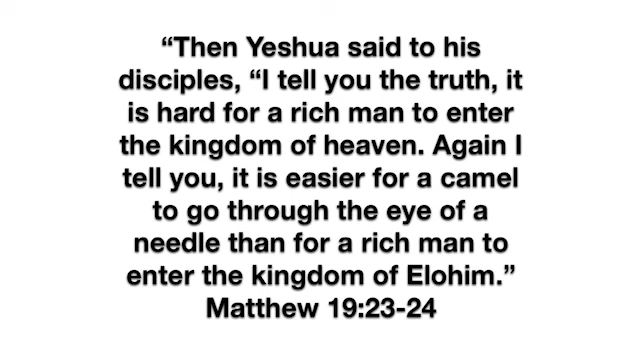 “Then Yeshua said to his
disciples, “I tell you the truth, it
is hard for a rich man to enter
the kingdom of heaven. Again I
tell you, it is easier for a camel
to go through the eye of a
needle than for a rich man to
enter the kingdom of Elohim.”
Matthew 19:23-24